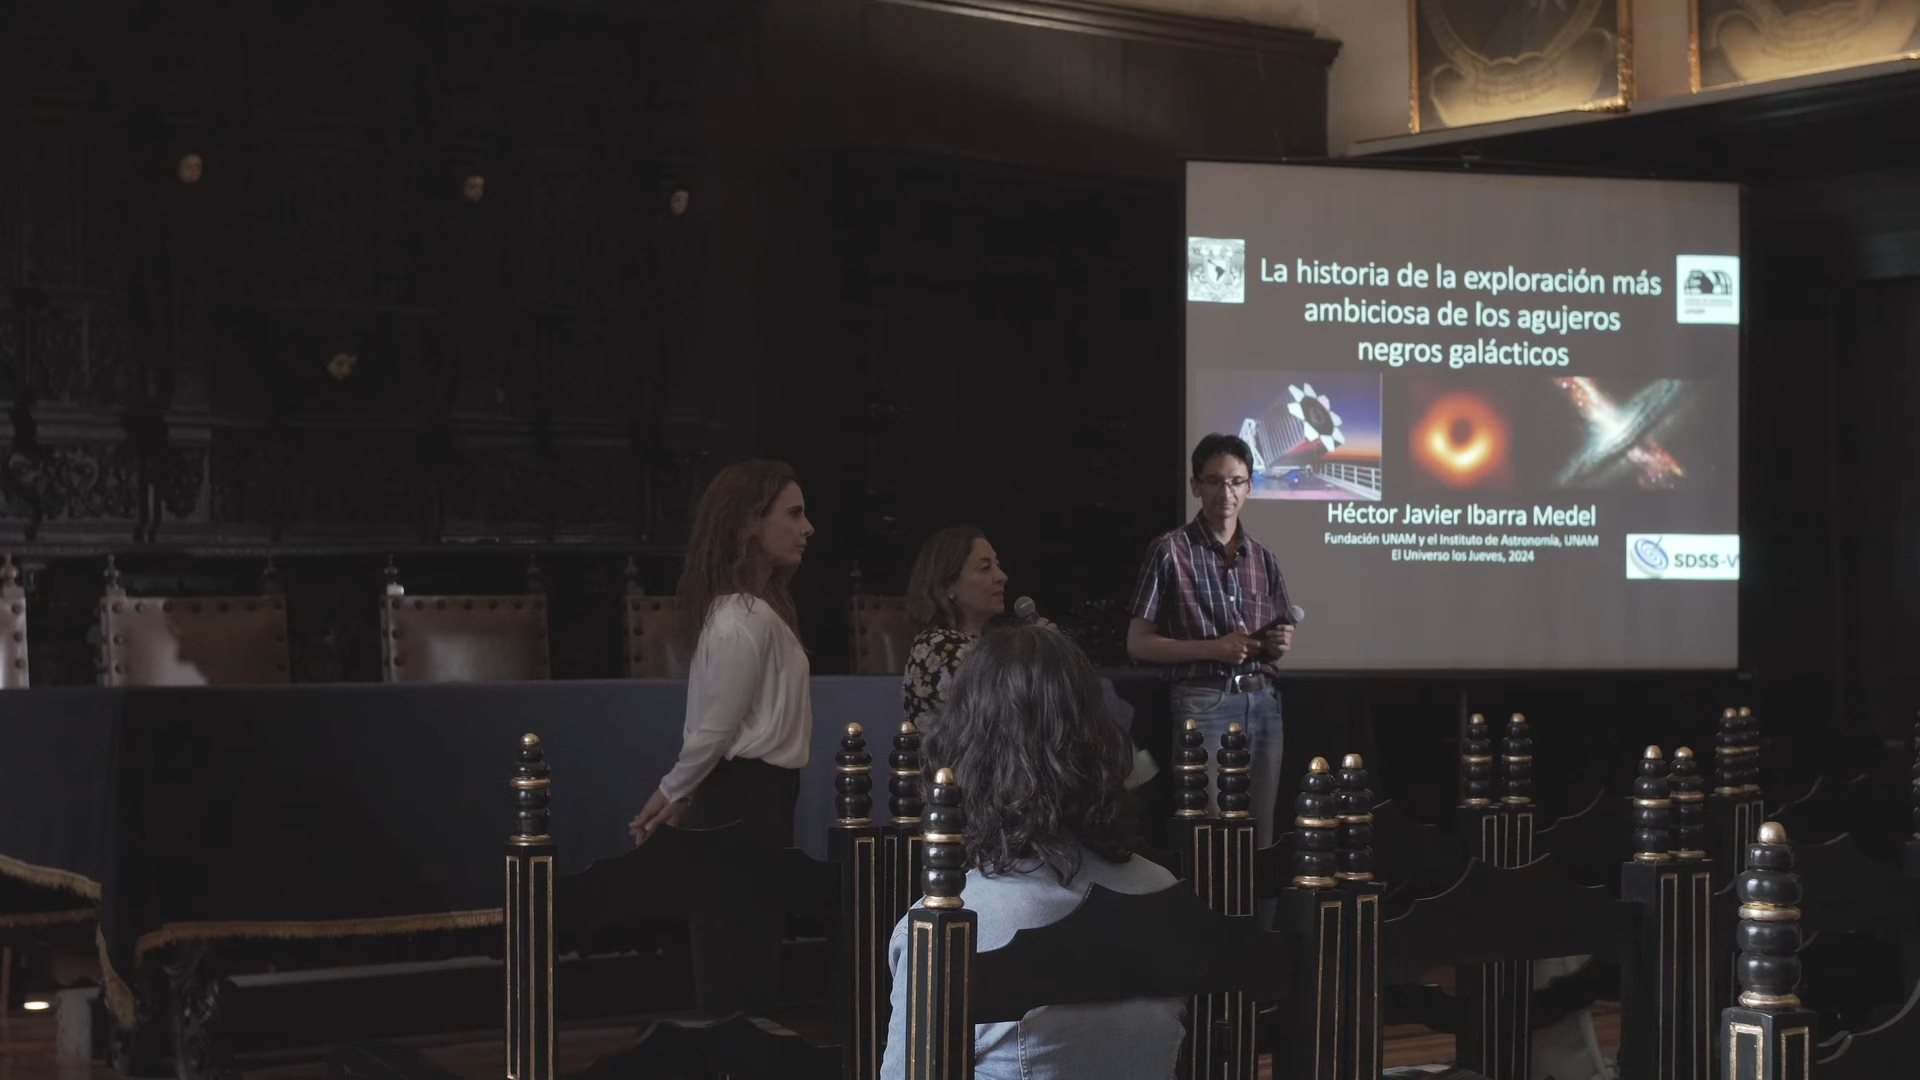 La historia de la exploración más
ambiciosa de los agujeros
negros galácticos
Héctor Javier Ibarra Medel
Fundación UNAM y el Instituto de Astronomía, UNAM
El Universo los Jueves, 2024
SDSS-V